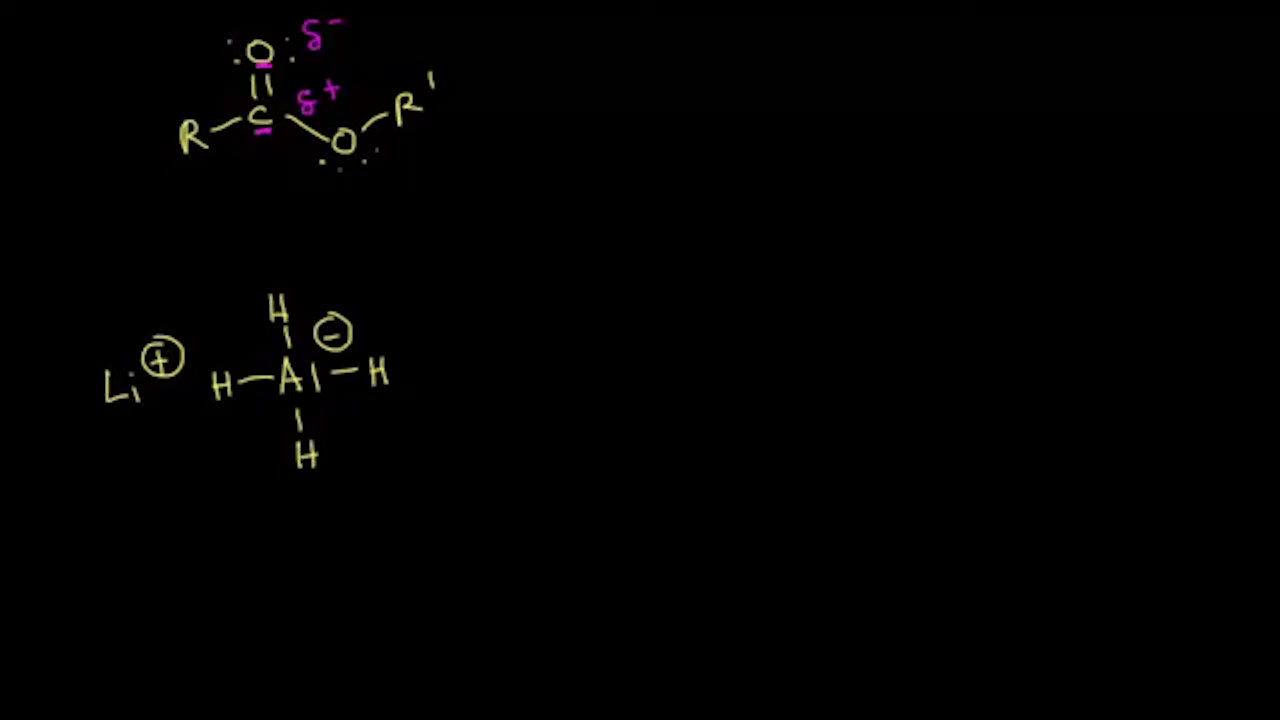 O δ-
R C δ+ O R'
H
Li + H Al - H
H